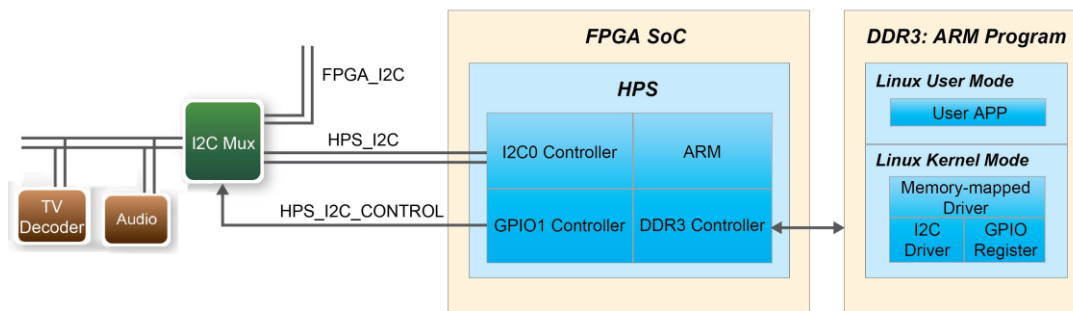 FPGA_I2C
I2C Mux
HPS_I2C
HPS_I2C_CONTROL
TV
Decoder
Audio
FPGA SoC
HPS
I2C0 Controller
ARM
GPIO1 Controller
DDR3 Controller
DDR3: ARM Program
Linux User Mode
User APP
Linux Kernel Mode
Memory-mapped
Driver
I2C
Driver
GPIO
Register